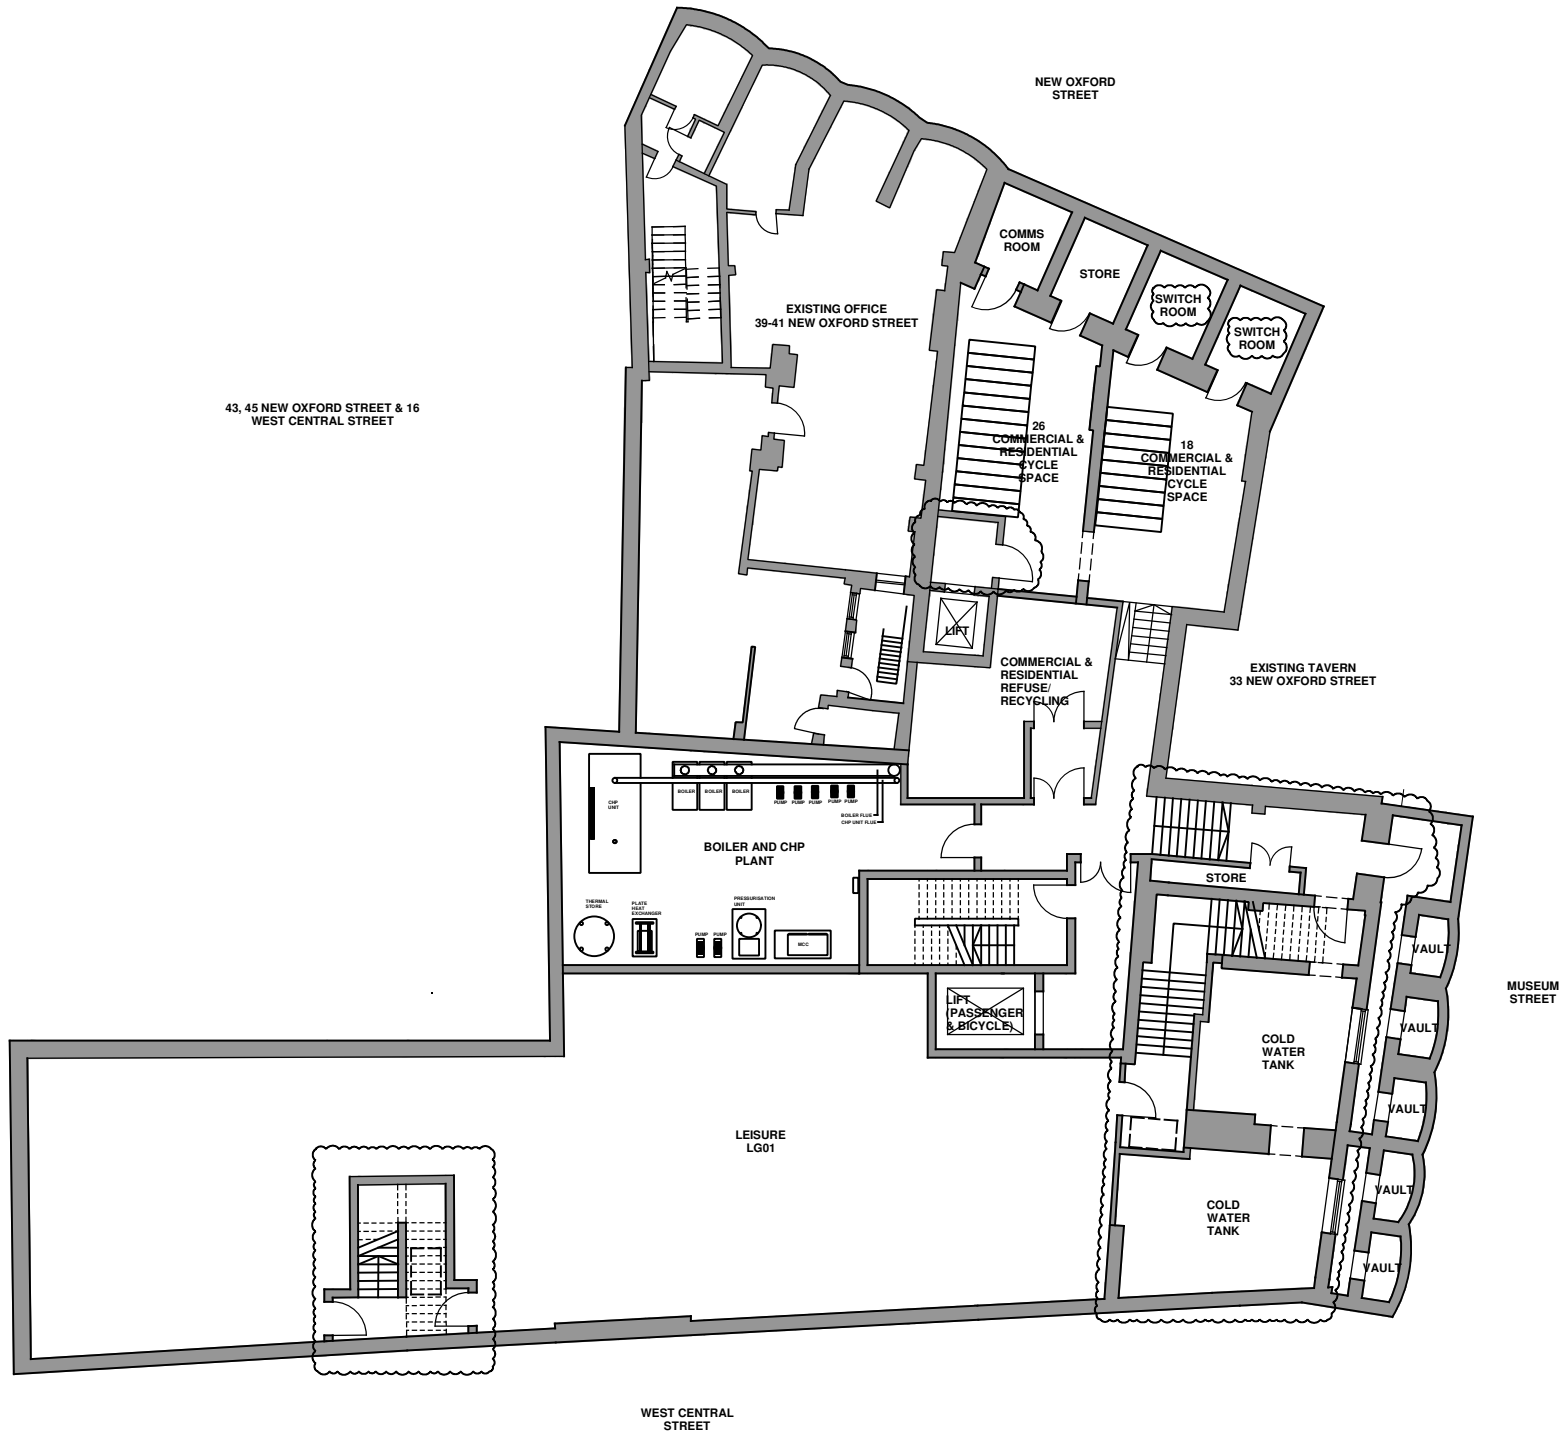 NEW OXFORD
STREET
COMMS
ROOM
STORE
SWITCH
ROOM
SWITCH
ROOM
EXISTING OFFICE
39-41 NEW OXFORD STREET
43, 45 NEW OXFORD STREET & 16
WEST CENTRAL STREET
26
COMMERCIAL &
RESIDENTIAL
CYCLE
SPACE
18
COMMERCIAL &
RESIDENTIAL
CYCLE
SPACE
LIFT
COMMERCIAL &
RESIDENTIAL
REFUSE/
RECYCLING
EXISTING TAVERN
33 NEW OXFORD STREET
CHP
UNIT
BOILER
BOILER
BOILER
PUMP
PUMP
PUMP
PUMP
PUMP
BOILER FLUE
CHP UNIT FLUE
BOILER AND CHP
PLANT
STORE
THERMAL
STORE
PLATE
HEAT
EXCHANGER
PRESSURISATION
UNIT
PUMP
PUMP
MCC
VAULT
VAULT
VAULT
VAULT
VAULT
MUSEUM
STREET
LIFT
(PASSENGER
& BICYCLE)
COLD
WATER
TANK
LEISURE
LG01
COLD
WATER
TANK
WEST CENTRAL
STREET